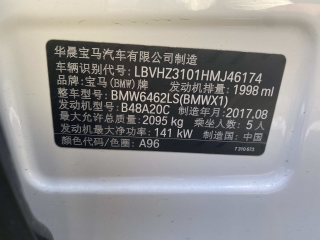 华晨宝马汽车有限公司制造
车辆识别代号:LBVHZ3101HMJ46174
品牌:宝马(BMW)牌 发动机排量:1998 ml
整车型号:BMW6462LS(BMWX1)
发动机型号:B48A20C 制造年月:2017.08
最大允许总质量:2095 kg 乘坐人数:5人
发动机最大净功率:141 kW 制造国:中国
颜色代码/色圈:A96
7 310 673